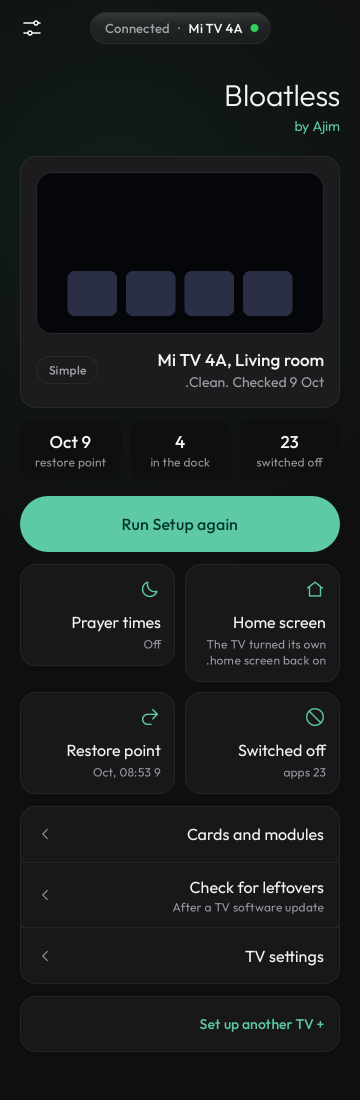 Connected · Mi TV 4A
Bloatless
by Ajim
Mi TV 4A, Living room
.Clean. Checked 9 Oct
Simple
23
switched off
4
in the dock
Oct 9
restore point
Run Setup again
Home screen
The TV turned its own
.home screen back on
Prayer times
Off
Switched off
apps 23
Restore point
Oct, 08:53 9
Cards and modules
Check for leftovers
After a TV software update
TV settings
Set up another TV +